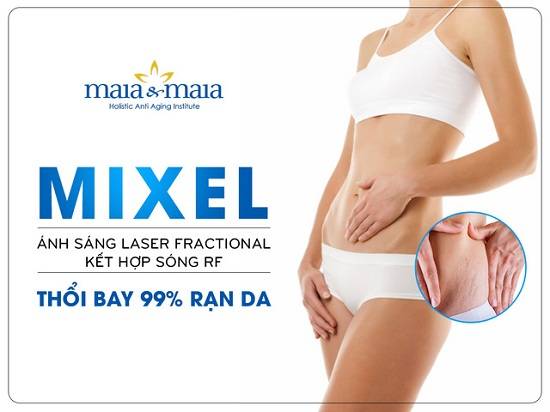 maia & maia
Holistic Anti Aging Institute
MIXEL
ÁNH SÁNG LASER FRACTIONAL
KẾT HỢP SÓNG RF
THỔI BAY 99% RẠN DA